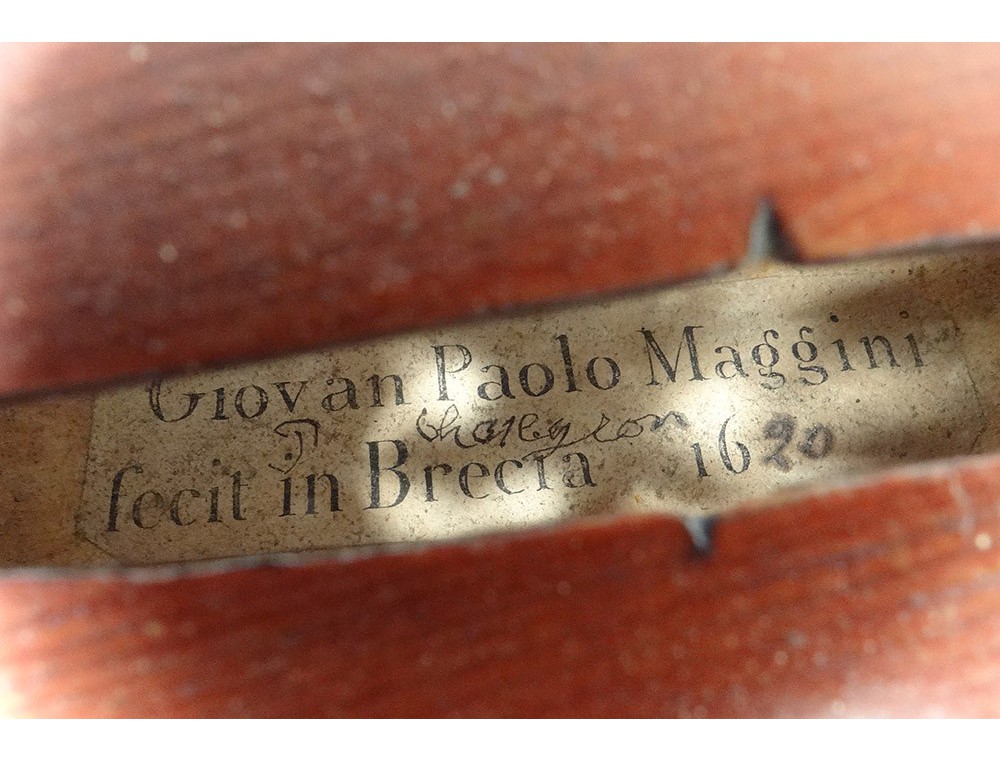 Giovan Paolo Maggini
P
fecit in Brecia 1620